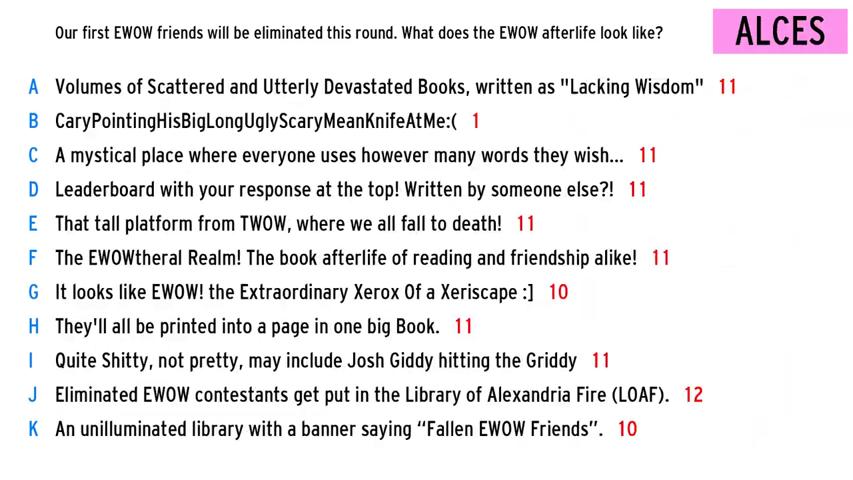 Our first EWOW friends will be eliminated this round. What does the EWOW afterlife look like?
ALCES
A Volumes of Scattered and Utterly Devastated Books, written as "Lacking Wisdom" 11
B CaryPointingHisBigLongUglyScaryMeanKnifeAtMe:( 1
C A mystical place where everyone uses however many words they wish... 11
D Leaderboard with your response at the top! Written by someone else?! 11
E That tall platform from TWOW, where we all fall to death! 11
F The EWOWtheral Realm! The book afterlife of reading and friendship alike! 11
G It looks like EWOW! the Extraordinary Xerox Of a Xeriscape :] 10
H They'll all be printed into a page in one big Book. 11
I Quite Shitty, not pretty, may include Josh Giddy hitting the Griddy 11
J Eliminated EWOW contestants get put in the Library of Alexandria Fire (LOAF). 12
K An unilluminated library with a banner saying “Fallen EWOW Friends”. 10